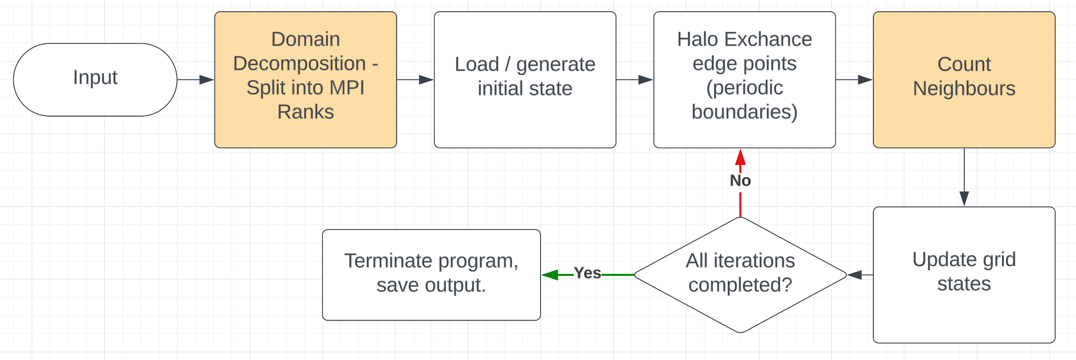 Input
Domain
Decomposition -
Split into MPI
Ranks
Load / generate
initial state
Halo Exchance
edge points
(periodic
boundaries)
Count
Neighbours
No
Terminate program,
save output.
Yes
All iterations
completed?
Update grid
states